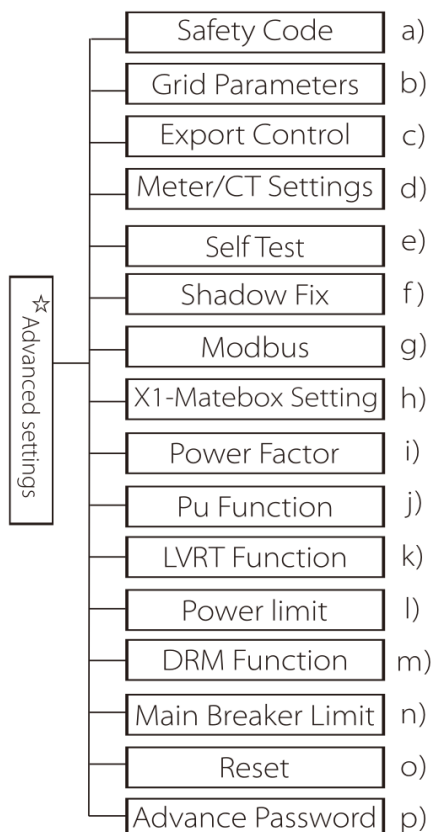 Safety Code a)
Grid Parameters b)
Export Control c)
Meter/CT Settings d)
Self Test e)
Shadow Fix f)
Modbus g)
X1-Matebox Setting h)
Power Factor i)
Pu Function j)
LVRT Function k)
Power limit l)
DRM Function m)
Main Breaker Limit n)
Reset o)
Advance Password p)
☆ Advanced settings